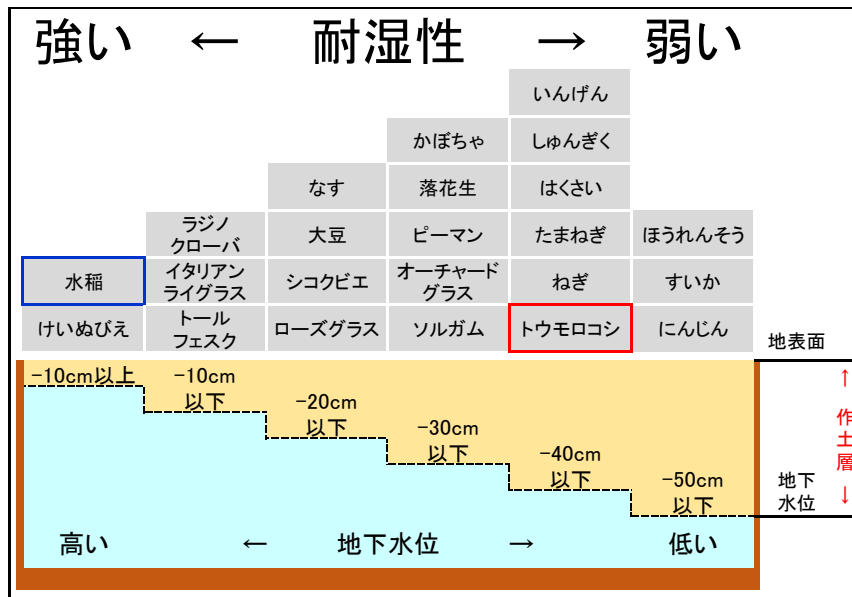 強い ← 耐湿性 → 弱い
いんげん
かぼちゃ
しゅんぎく
なす
落花生
はくさい
ラジノ
クローバ
大豆
ピーマン
たまねぎ
ほうれんそう
水稲
イタリアン
ライグラス
シコクビエ
オーチャード
グラス
ねぎ
すいか
けいぬびえ
トール
フェスク
ローズグラス
ソルガム
トウモロコシ
にんじん
地表面
-10cm以上
-10cm
以下
-20cm
以下
-30cm
以下
-40cm
以下
-50cm
以下
↑
作
土
層
↓
地下
水位
高い ← 地下水位 → 低い